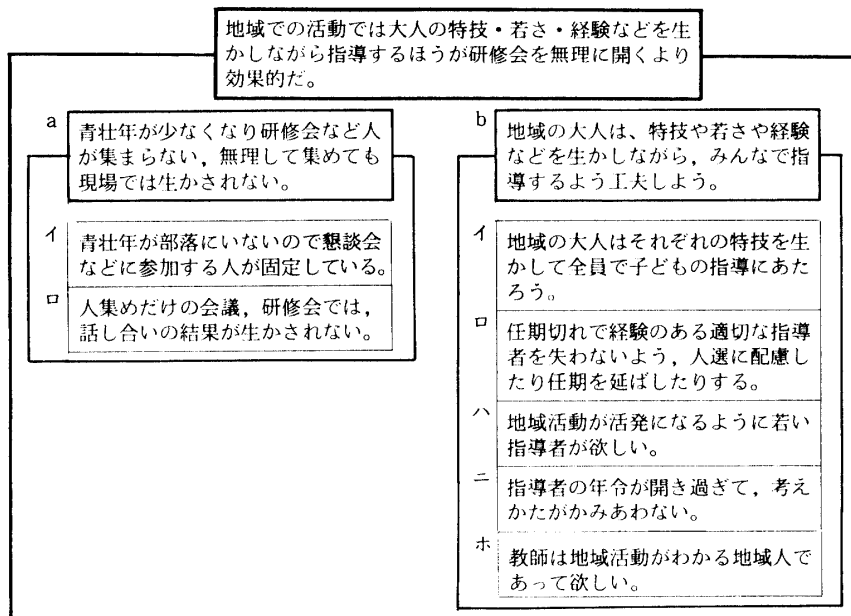 地域での活動では大人の特技・若さ・経験などを生
かしながら指導するほうが研修会を無理に開くより
効果的だ。
a
青壮年が少なくなり研修会など人
が集まらない，無理して集めても
現場では生かされない。
イ
青壮年が部落にいないので懇談会
などに参加する人が固定している。
ロ
人集めだけの会議，研修会では，
話し合いの結果が生かされない。
b
地域の大人は、特技や若さや経験
などを生かしながら，みんなで指
導するよう工夫しよう。
イ
地域の大人はそれぞれの特技を生
かして全員で子どもの指導にあた
ろう。
ロ
任期切れで経験のある適切な指導
者を失わないよう，人選に配慮し
たり任期を延ばしたりする。
ハ
地域活動が活発になるように若い
指導者が欲しい。
ニ
指導者の年令が開き過ぎて，考え
かたがかみあわない。
ホ
教師は地域活動がわかる地域人で
あって欲しい。